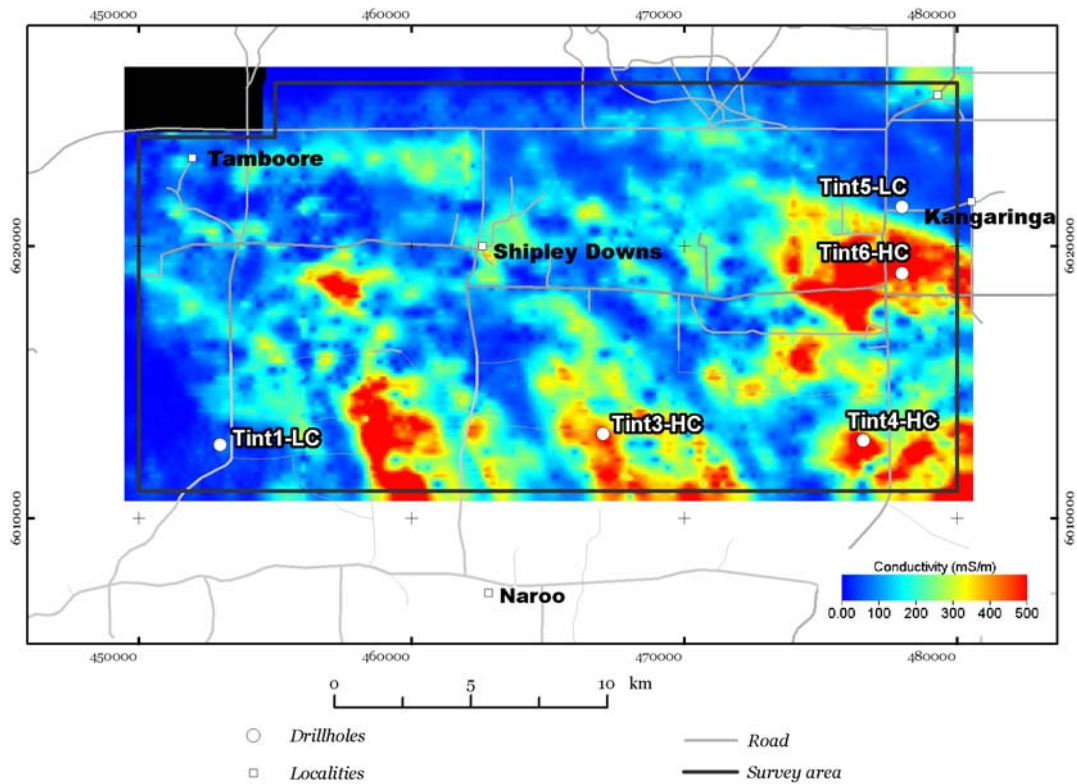 450000 460000 470000 480000
Tamboore
Tint5-LC
Kangaringa
6020000 6020000
Shipley Downs
Tint6-HC
Tint1-LC
Tint3-HC
Tint4-HC
6010000 6010000
Conductivity (mS/m)
0.00 100 200 300 400 500
Naroo
450000 460000 470000 480000
0 5 10 km
Drillholes
Road
Localities
Survey area